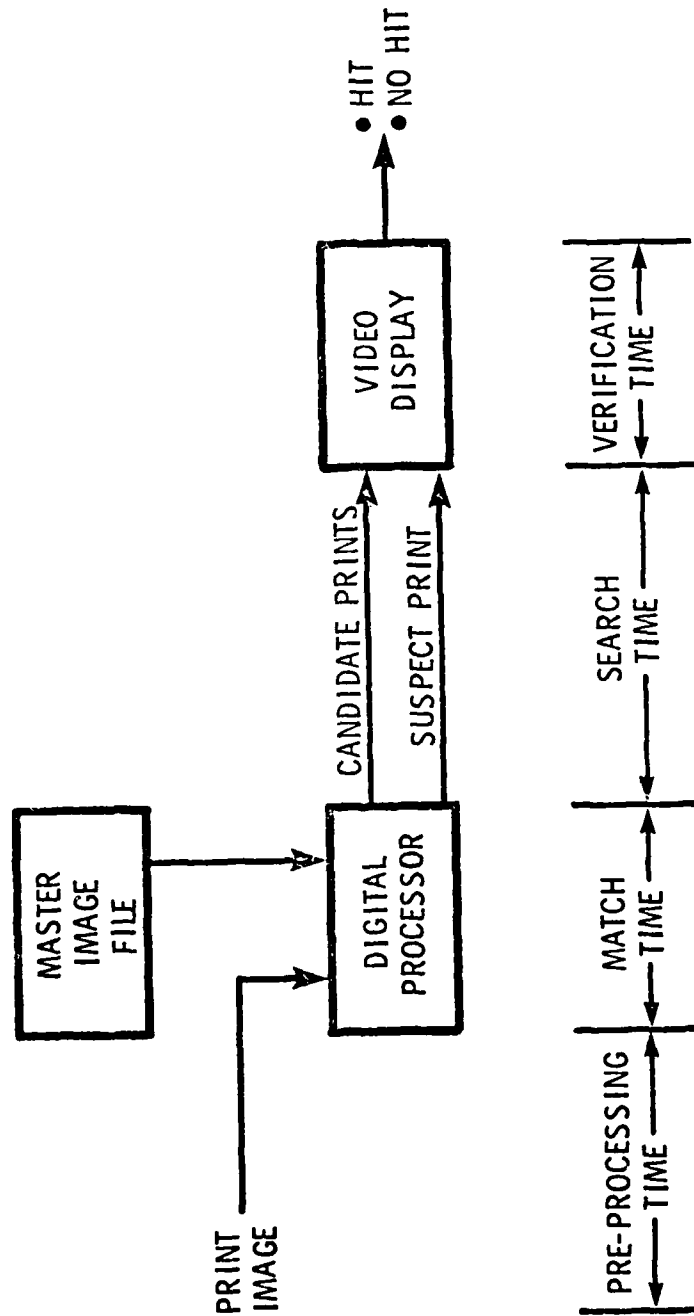 MASTER
IMAGE
FILE
PRINT
IMAGE
DIGITAL
PROCESSOR
CANDIDATE PRINTS
SUSPECT PRINT
VIDEO
DISPLAY
• HIT
• NO HIT
PRE-PROCESSING
TIME
MATCH
TIME
SEARCH
TIME
VERIFICATION
TIME